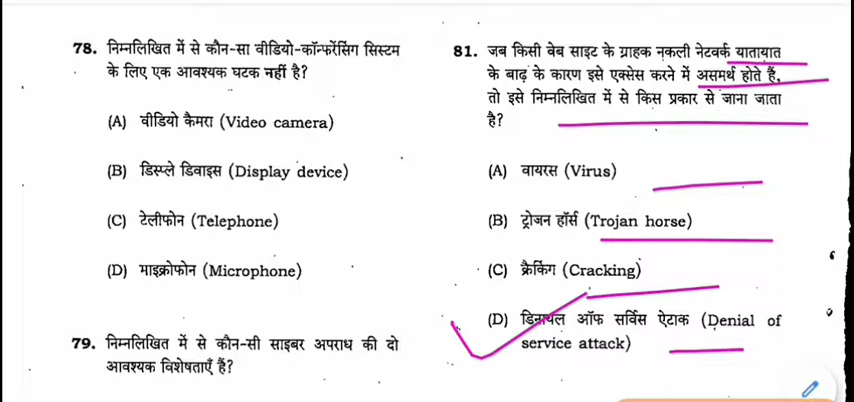 78. निम्नलिखित में से कौन-सा वीडियो-कॉन्फरेंसिंग सिस्टम
के लिए एक आवश्यक घटक नहीं है?
(A) वीडियो कैमरा (Video camera)
(B) डिस्प्ले डिवाइस (Display device)
(C) टेलीफोन (Telephone)
(D) माइक्रोफोन (Microphone)
79. निम्नलिखित में से कौन-सी साइबर अपराध की दो
आवश्यक विशेषताएँ हैं?
81. जब किसी वेब साइट के ग्राहक नकली नेटवर्क यातायात
के बाढ़ के कारण इसे एक्सेस करने में असमर्थ होते हैं,
तो इसे निम्नलिखित में से किस प्रकार से जाना जाता
है?
(A) वायरस (Virus)
(B) ट्रोजन हॉर्स (Trojan horse)
(C) क्रैकिंग (Cracking)
(D) डिनायल ऑफ सर्विस ऐटाक (Denial of
service attack)